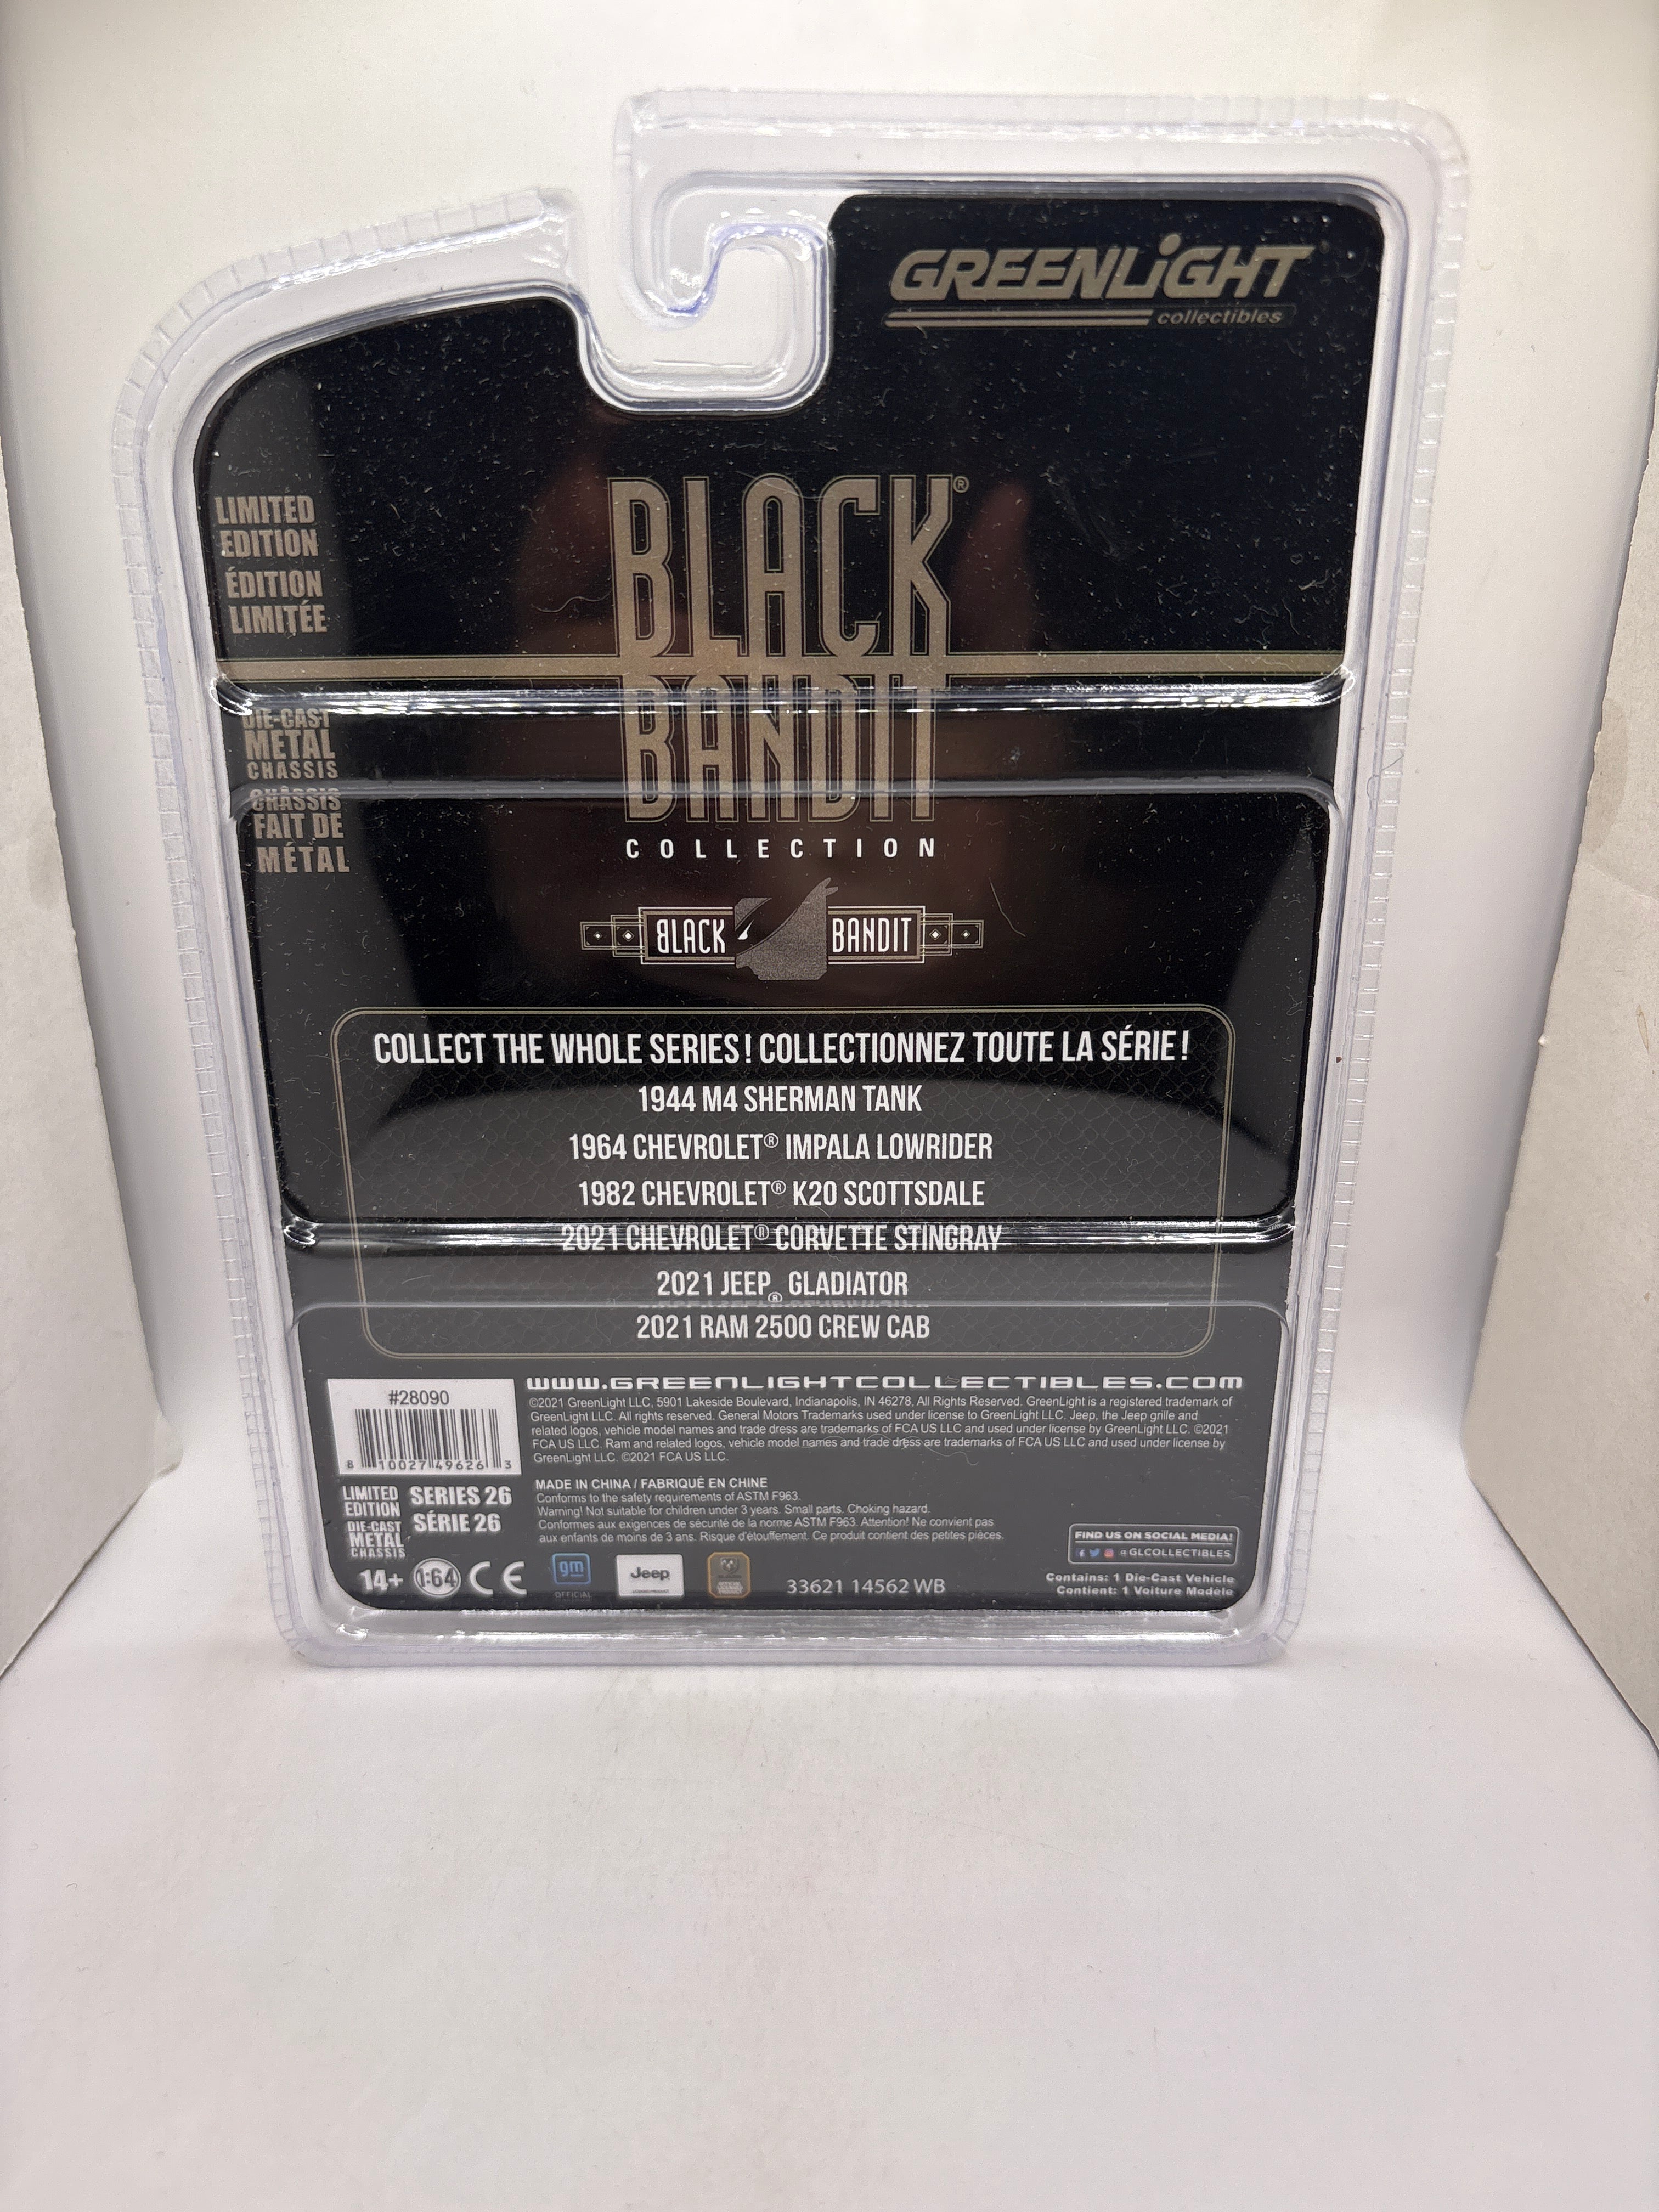 GREENLiGHT
collectibles
LIMITED
EDITION
ÉDITION
LIMITÉE
BLACK®
BANDIT
DIE-CAST
METAL
CHASSIS
CHÂSSIS
FAIT DE
MÉTAL
COLLECTION
BLACK BANDIT
COLLECT THE WHOLE SERIES! COLLECTIONNEZ TOUTE LA SÉRIE!
1944 M4 SHERMAN TANK
1964 CHEVROLET® IMPALA LOWRIDER
1982 CHEVROLET® K20 SCOTTSDALE
2021 CHEVROLET® CORVETTE STINGRAY
2021 JEEP® GLADIATOR
2021 RAM 2500 CREW CAB
WWW.GREENLIGHTCOLLECTIBLES.COM
#28090
8 10027 49626 3
©2021 GreenLight LLC, 5901 Lakeside Boulevard, Indianapolis, IN 46278, All Rights Reserved. GreenLight is a registered trademark of
GreenLight LLC. All rights reserved. General Motors Trademarks used under license to GreenLight LLC. Jeep, the Jeep grille and
related logos, vehicle model names and trade dress are trademarks of FCA US LLC and used under license by GreenLight LLC. ©2021
FCA US LLC. Ram and related logos, vehicle model names and trade dress are trademarks of FCA US LLC and used under license by
GreenLight LLC. ©2021 FCA US LLC.
MADE IN CHINA / FABRIQUÉ EN CHINE
Conforms to the safety requirements of ASTM F963.
Warning! Not suitable for children under 3 years. Small parts. Choking hazard.
Conformes aux exigences de sécurité de la norme ASTM F963. Attention! Ne convient pas
aux enfants de moins de 3 ans. Risque d'étouffement. Ce produit contient des petites pièces.
LIMITED
EDITION
DIE-CAST
METAL
CHASSIS
SERIES 26
SÉRIE 26
14+ 1:64 CE
gm
OFFICIAL
Jeep
33621 14562 WB
FIND US ON SOCIAL MEDIA!
@GLCOLLECTIBLES
Contains: 1 Die-Cast Vehicle
Contient: 1 Voiture Modèle